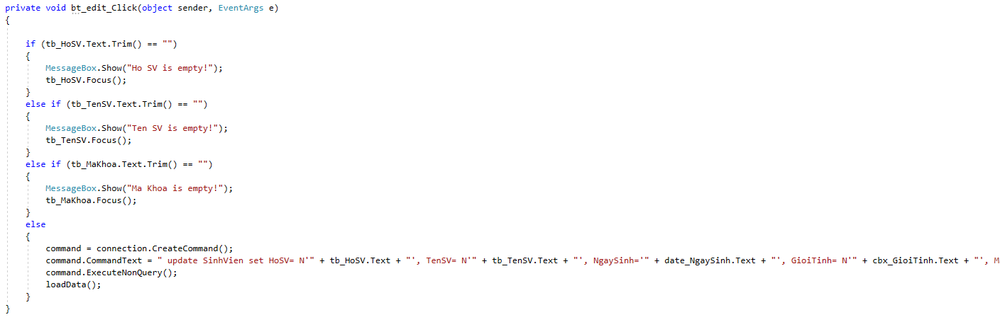 private void bt_edit_Click(object sender, EventArgs e)
{
if (tb_HoSV.Text.Trim() == "")
{
MessageBox.Show("Ho SV is empty!");
tb_HoSV.Focus();
}
else if (tb_TenSV.Text.Trim() == "")
{
MessageBox.Show("Ten SV is empty!");
tb_TenSV.Focus();
}
else if (tb_MaKhoa.Text.Trim() == "")
{
MessageBox.Show("Ma Khoa is empty!");
tb_MaKhoa.Focus();
}
else
{
command = connection.CreateCommand();
command.CommandText = " update SinhVien set HoSV= N'" + tb_HoSV.Text + "', TenSV= N'" + tb_TenSV.Text + "', NgaySinh='" + date_NgaySinh.Text + "', GioiTinh= N'" + cbx_GioiTinh.Text + "', M
command.ExecuteNonQuery();
loadData();
}
}